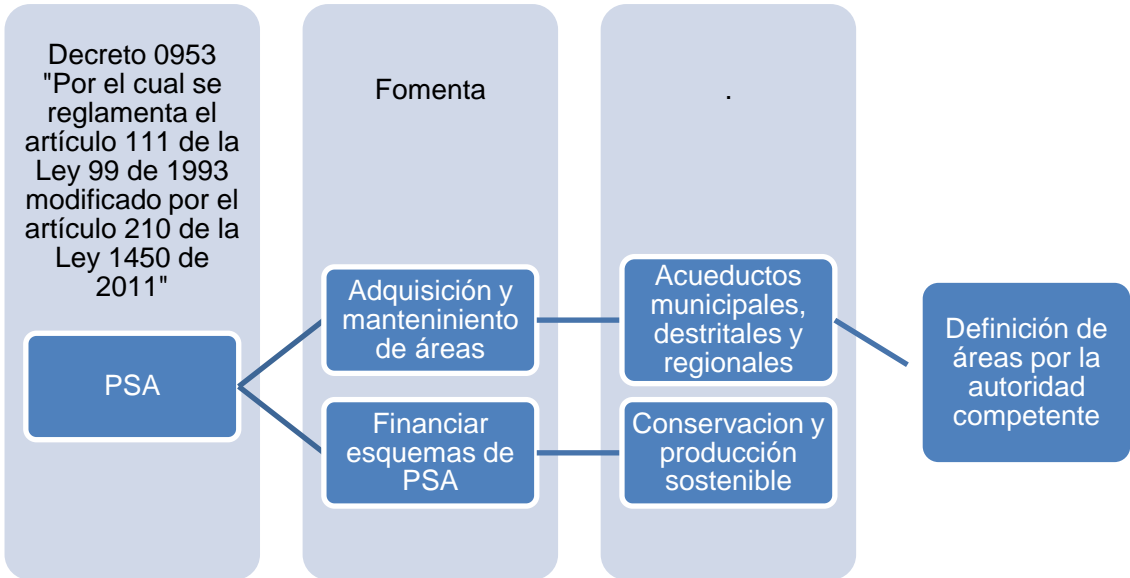 Decreto 0953
"Por el cual se
reglamenta el
artículo 111 de la
Ley 99 de 1993
modificado por el
artículo 210 de la
Ley 1450 de
2011"
PSA
Fomenta
Adquisición y
manteniniento
de áreas
Financiar
esquemas de
PSA
.
Acueductos
municipales,
destritales y
regionales
Conservacion y
producción
sostenible
Definición de
áreas por la
autoridad
competente